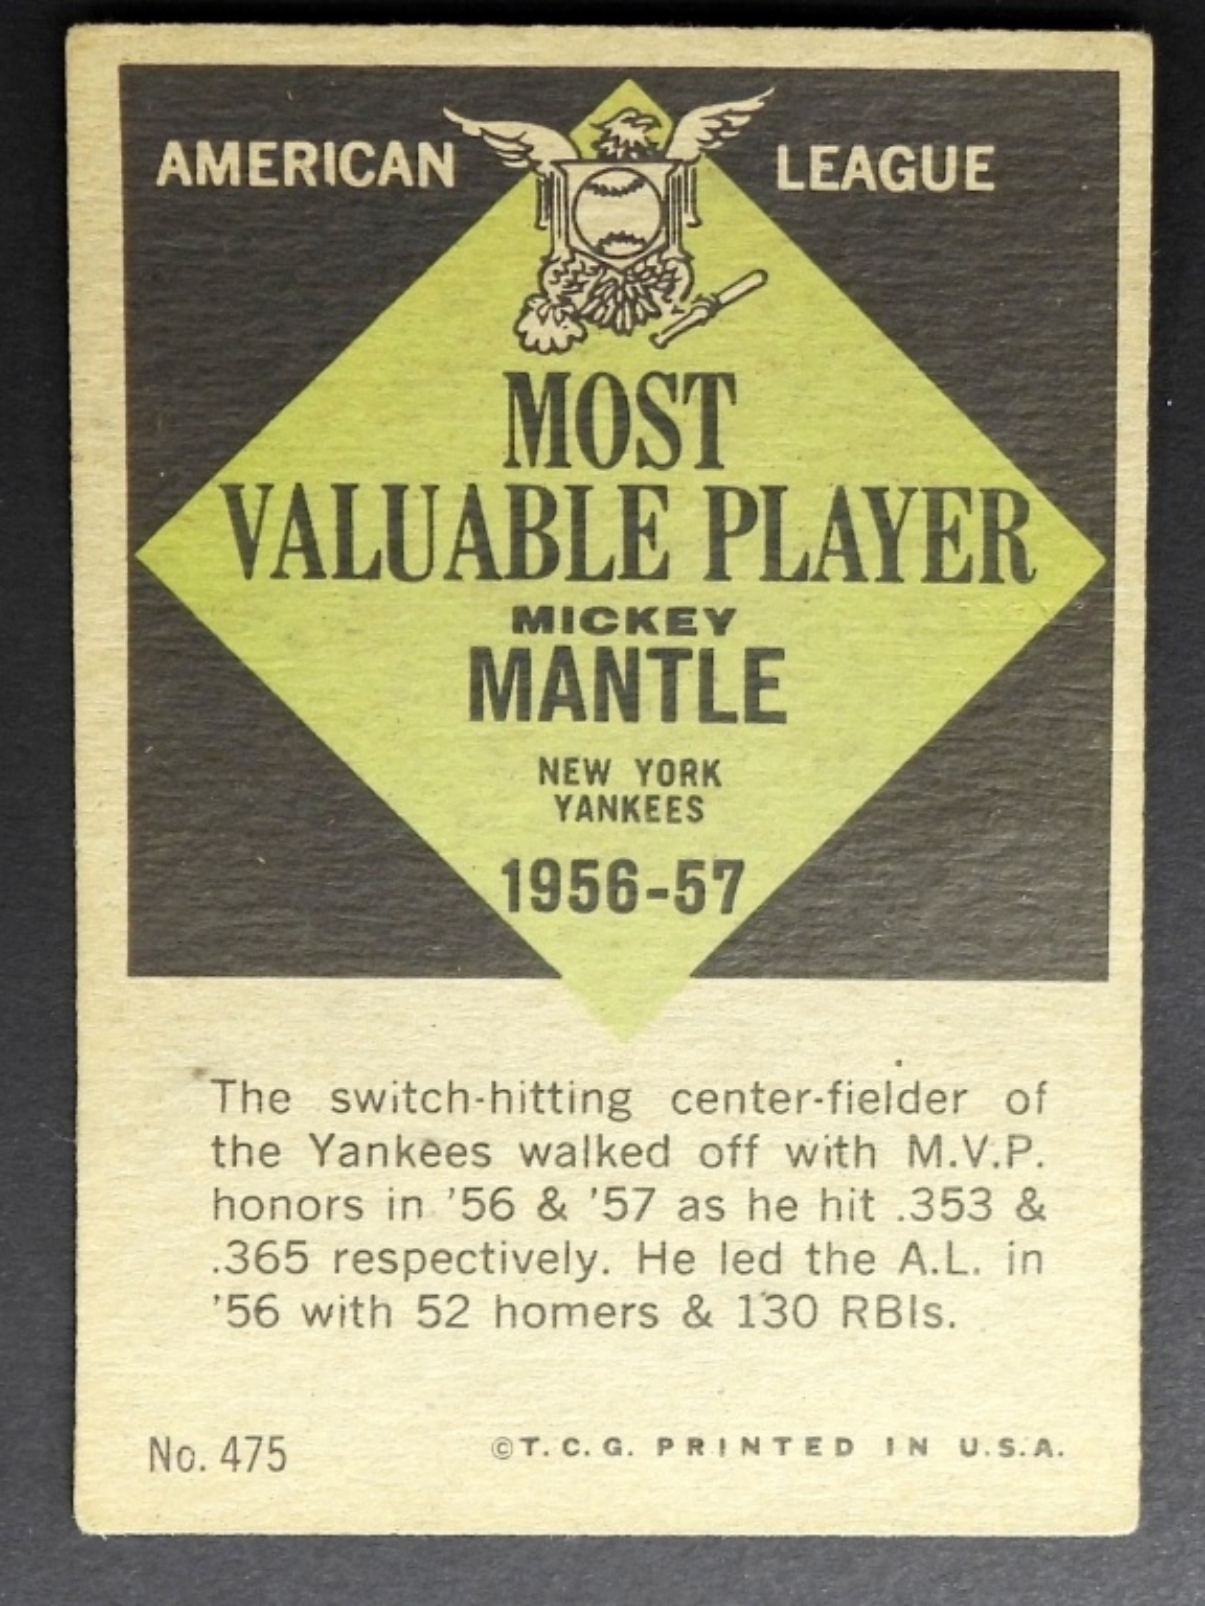 AMERICAN LEAGUE
MOST
VALUABLE PLAYER
MICKEY
MANTLE
NEW YORK
YANKEES
1956-57
The switch-hitting center-fielder of
the Yankees walked off with M.V.P.
honors in '56 & '57 as he hit .353 &
.365 respectively. He led the A.L. in
'56 with 52 homers & 130 RBIs.
No. 475 ©T.C.G. PRINTED IN U.S.A.